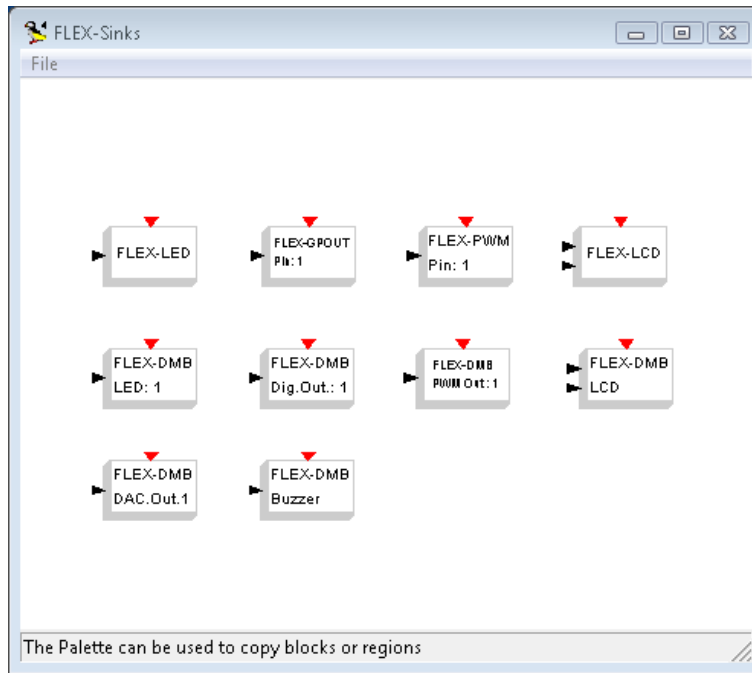 FLEX-Sinks
File
FLEX-LED
FLEX-GPOUT
Pin: 1
FLEX-PWM
Pin: 1
FLEX-LCD
FLEX-DMB
LED: 1
FLEX-DMB
Dig.Out.: 1
FLEX-DMB
PWM Out: 1
FLEX-DMB
LCD
FLEX-DMB
DAC.Out.1
FLEX-DMB
Buzzer
The Palette can be used to copy blocks or regions